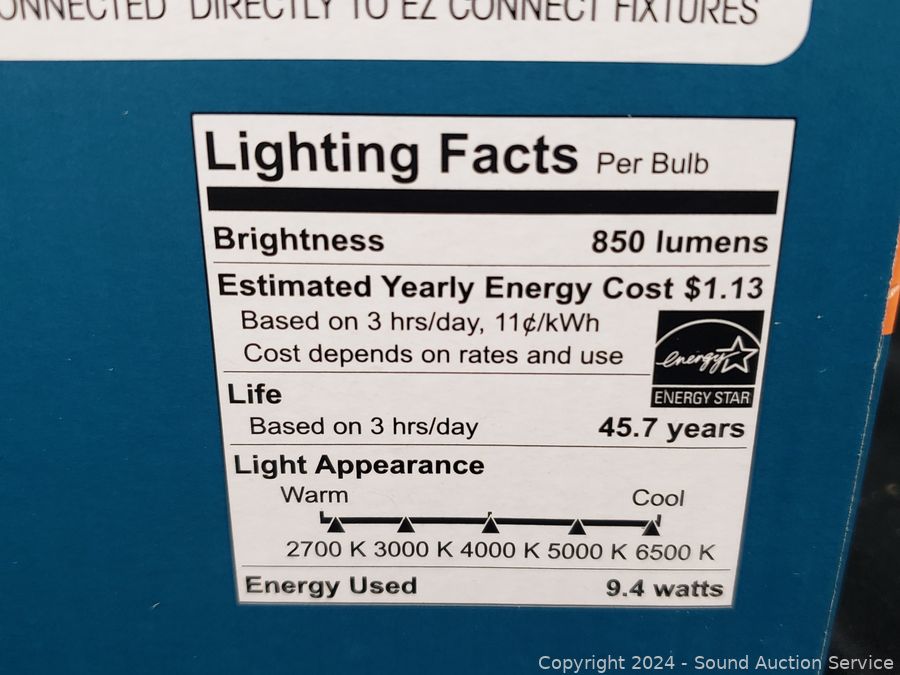 DIRECTLY TO EZ CONNECT FIXTURES
Lighting Facts Per Bulb
Brightness 850 lumens
Estimated Yearly Energy Cost $1.13
Based on 3 hrs/day, 11¢/kWh
Cost depends on rates and use
energy
ENERGY STAR
Life
Based on 3 hrs/day 45.7 years
Light Appearance
Warm Cool
2700 K 3000 K 4000 K 5000 K 6500 K
Energy Used 9.4 watts
Copyright 2024 - Sound Auction Service